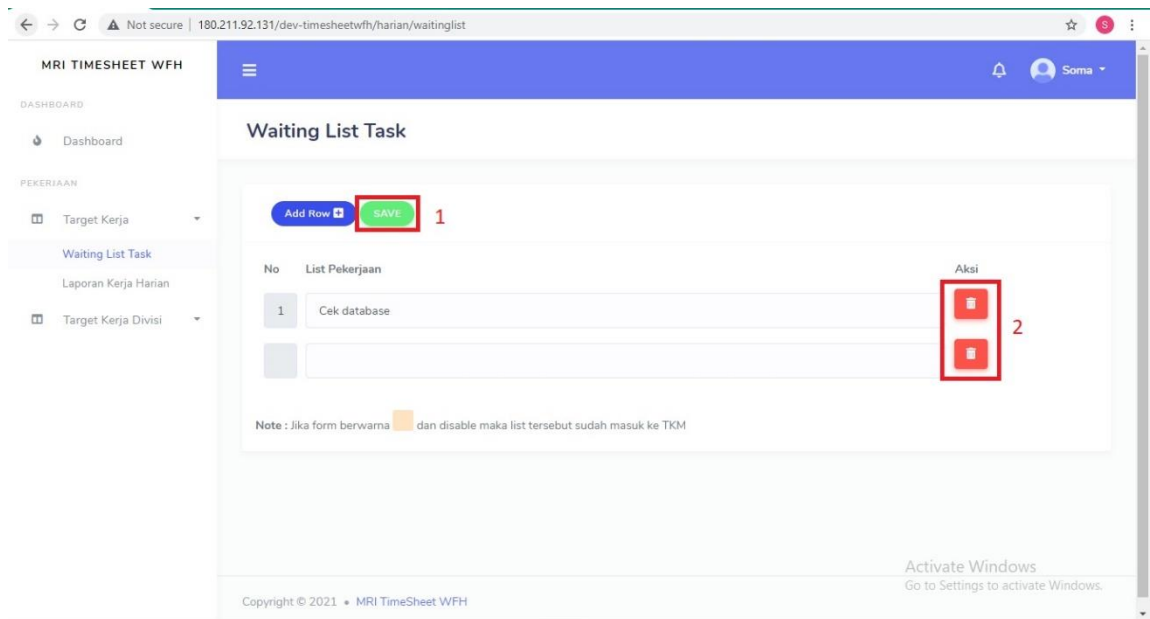 Not secure | 180.211.92.131/dev-timesheetwfh/harian/waitinglist
S
MRI TIMESHEET WFH
Soma
DASHBOARD
Dashboard
Waiting List Task
PEKERJAAN
Target Kerja
Add Row
SAVE
1
Waiting List Task
No List Pekerjaan Aksi
Laporan Kerja Harian
1 Cek database
Target Kerja Divisi
2
Note : Jika form berwarna dan disable maka list tersebut sudah masuk ke TKM
Activate Windows
Go to Settings to activate Windows.
Copyright © 2021 • MRI TimeSheet WFH